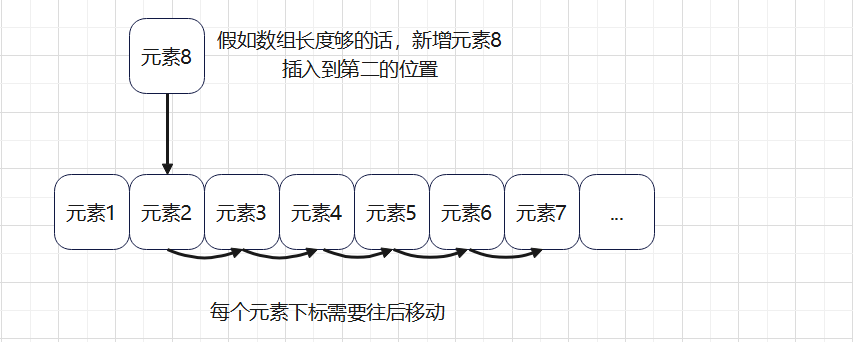 元素8
假如数组长度够的话，新增元素8
插入到第二的位置
元素1
元素2
元素3
元素4
元素5
元素6
元素7
...
每个元素下标需要往后移动